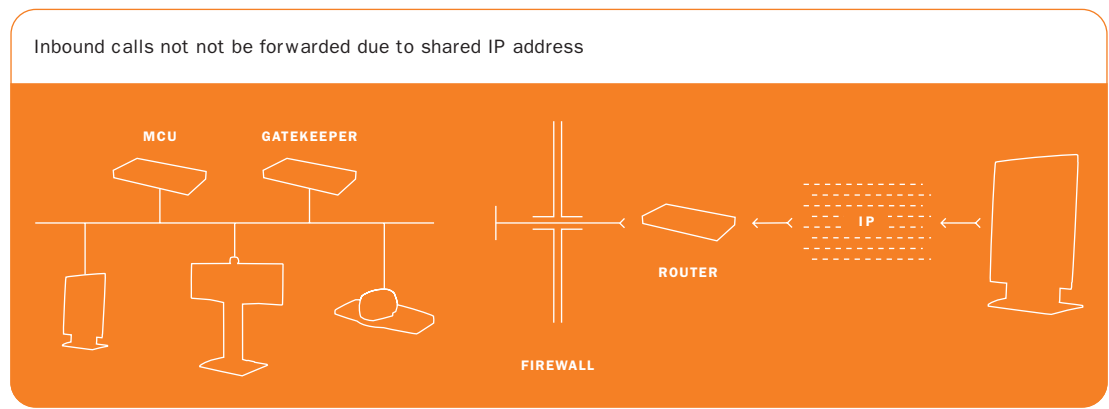 Inbound calls not not be forwarded due to shared IP address
MCU
GATEKEEPER
IP
ROUTER
FIREWALL